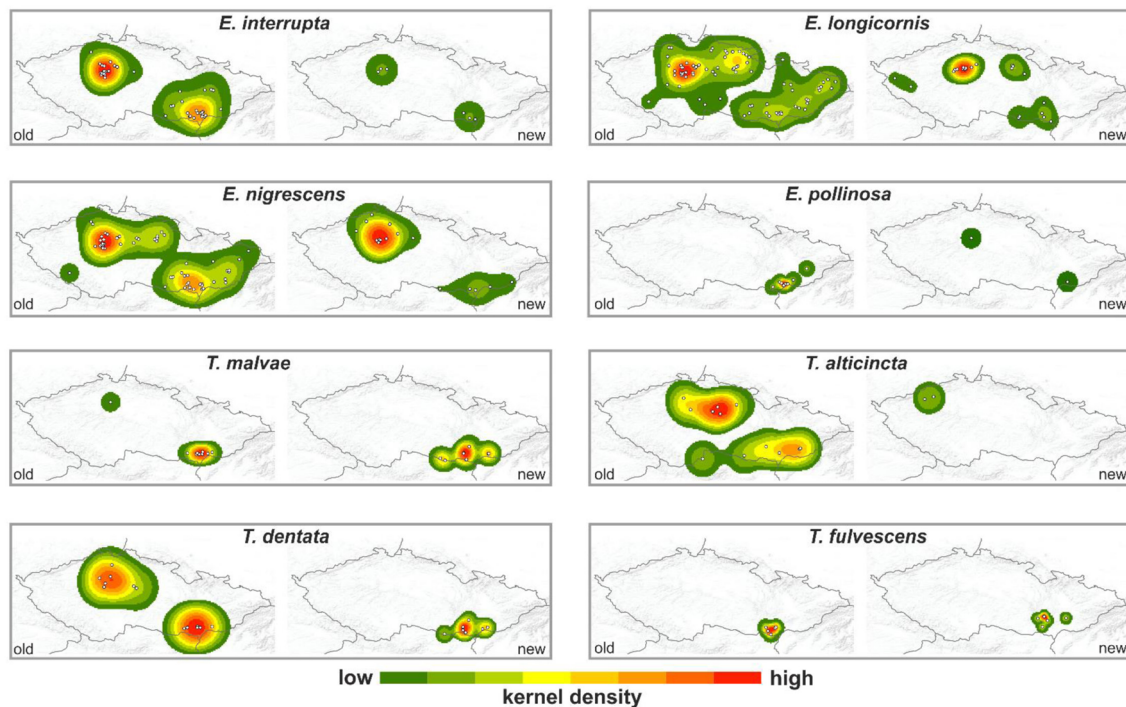 E. interrupta
old
new
E. longicornis
old
new
E. nigrescens
old
new
E. pollinosa
old
new
T. malvae
old
new
T. alticincta
old
new
T. dentata
old
new
T. fulvescens
old
new
low
high
kernel density